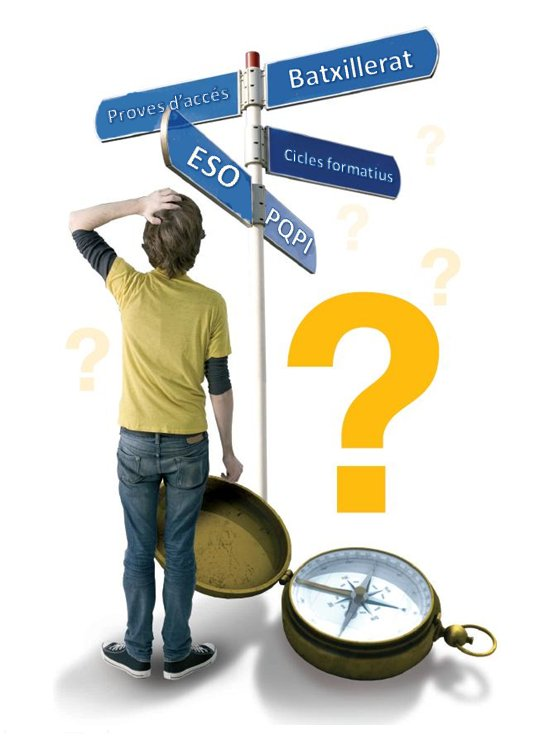 Batxillerat
Proves d'accés
Cicles formatius
ESO
PQPI
?
?
?
?
?